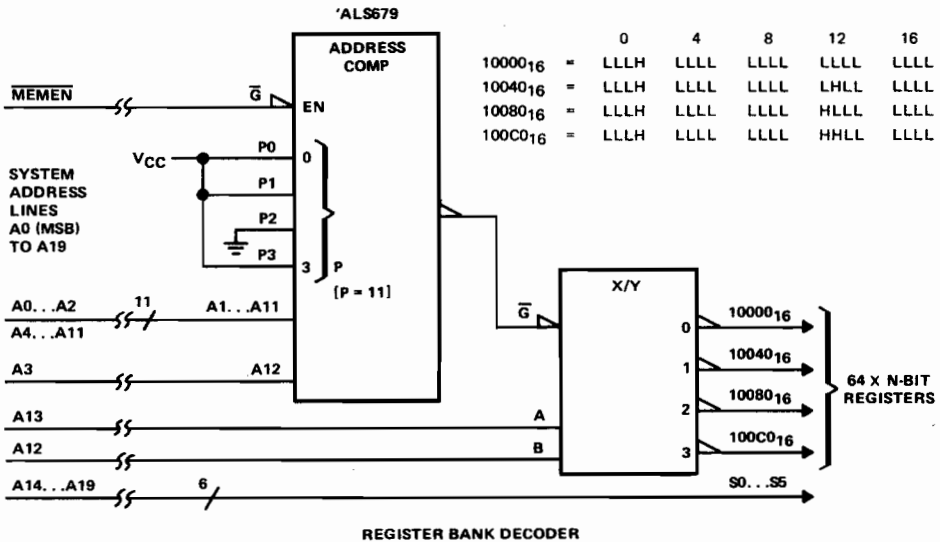 'ALS679
ADDRESS
COMP
0 4 8 12 16
10000₁₆ = LLLH LLLL LLLL LLLL LLLL
10040₁₆ = LLLH LLLL LLLL LHLL LLLL
10080₁₆ = LLLH LLLL LLLL HLLL LLLL
100C0₁₆ = LLLH LLLL LLLL HHLL LLLL
MEMEN
G
EN
VCC
P0
0
P1
P2
P3
3
P
[P = 11]
SYSTEM
ADDRESS
LINES
A0 (MSB)
TO A19
A0...A2
11
A1...A11
A4...A11
A3
A12
X/Y
G
0
10000₁₆
1
10040₁₆
2
10080₁₆
3
100C0₁₆
64 X N-BIT
REGISTERS
A13
A
A12
B
A14...A19
6
S0...S5
REGISTER BANK DECODER